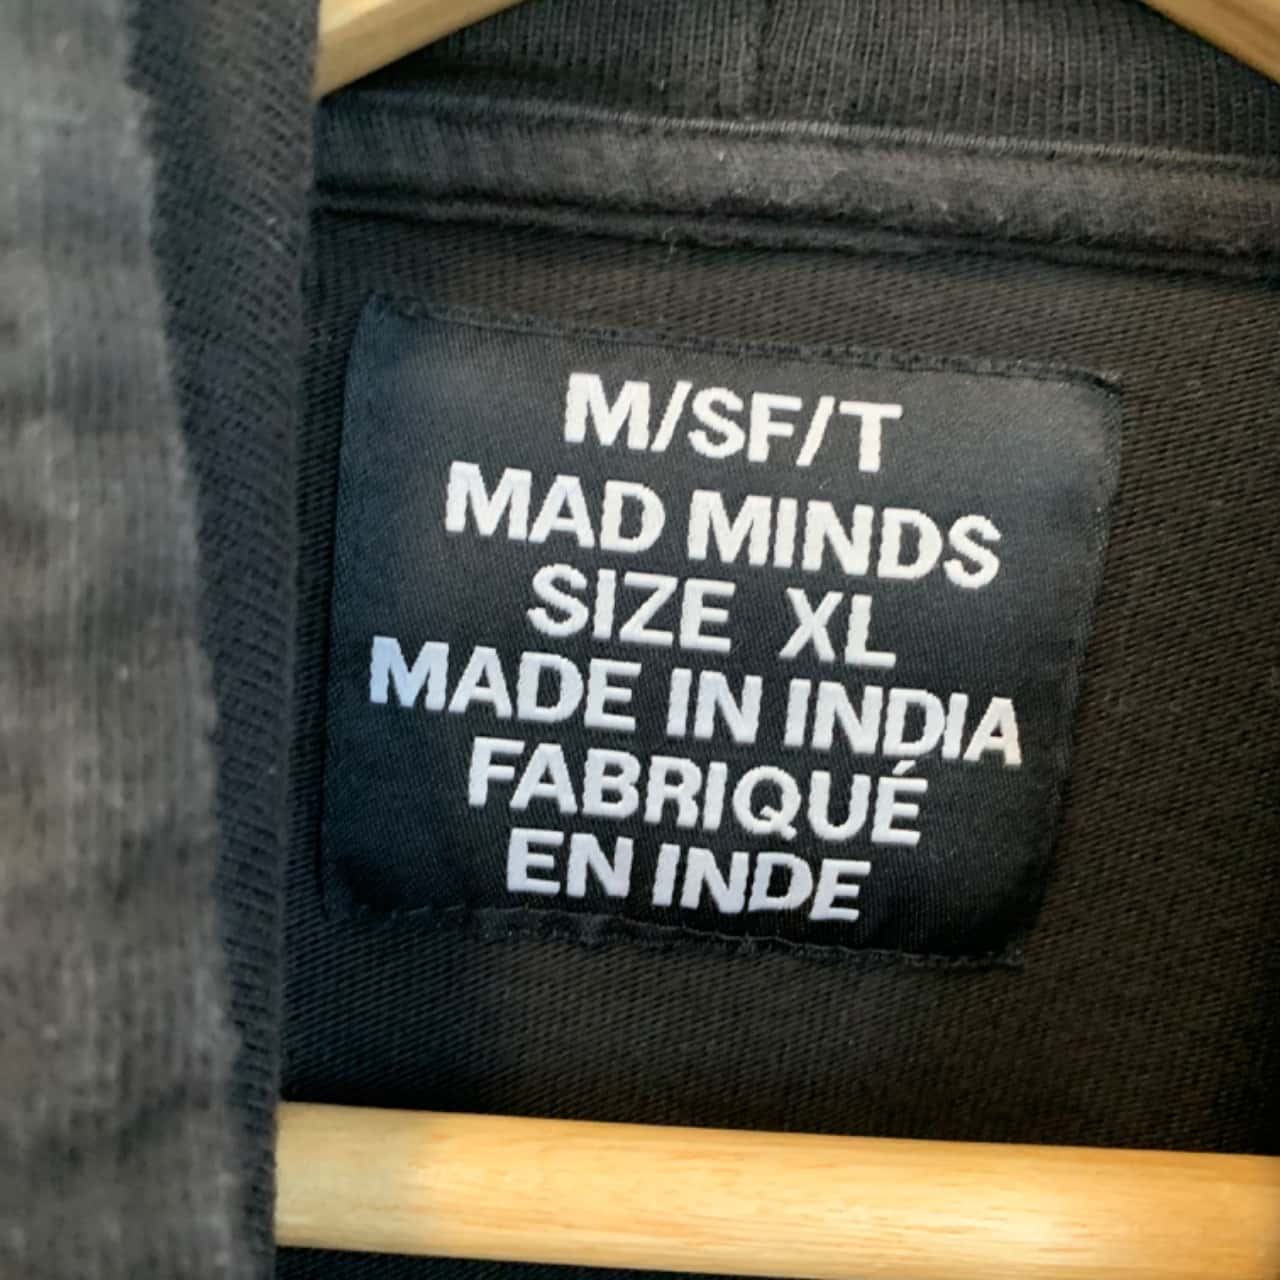 M/SF/T
MAD MINDS
SIZE XL
MADE IN INDIA
FABRIQUÉ
EN INDE